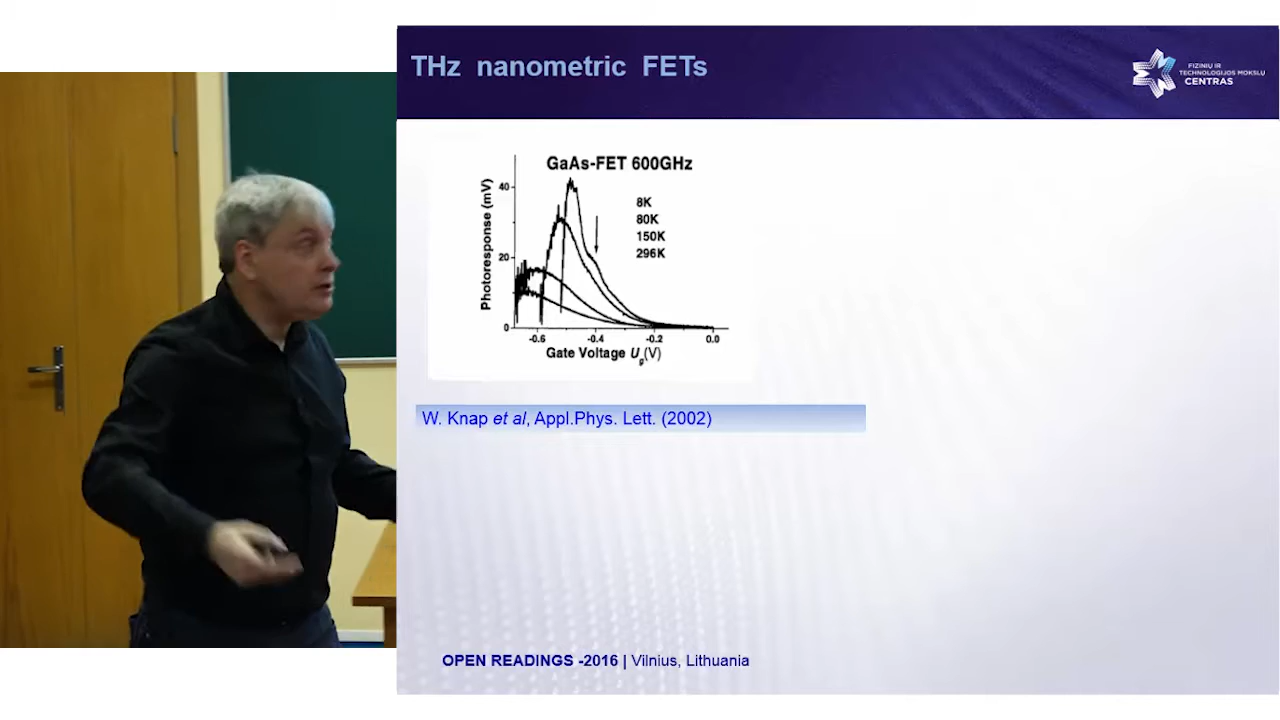 THz nanometric FETs
FIZINIŲ IR
TECHNOLOGIJOS MOKSLŲ
CENTRAS
GaAs-FET 600GHz
8K
80K
150K
296K
Photoresponse (mV)
40
20
0
-0.6 -0.4 -0.2 0.0
Gate Voltage Ug(V)
W. Knap et al, Appl.Phys. Lett. (2002)
OPEN READINGS -2016 | Vilnius, Lithuania